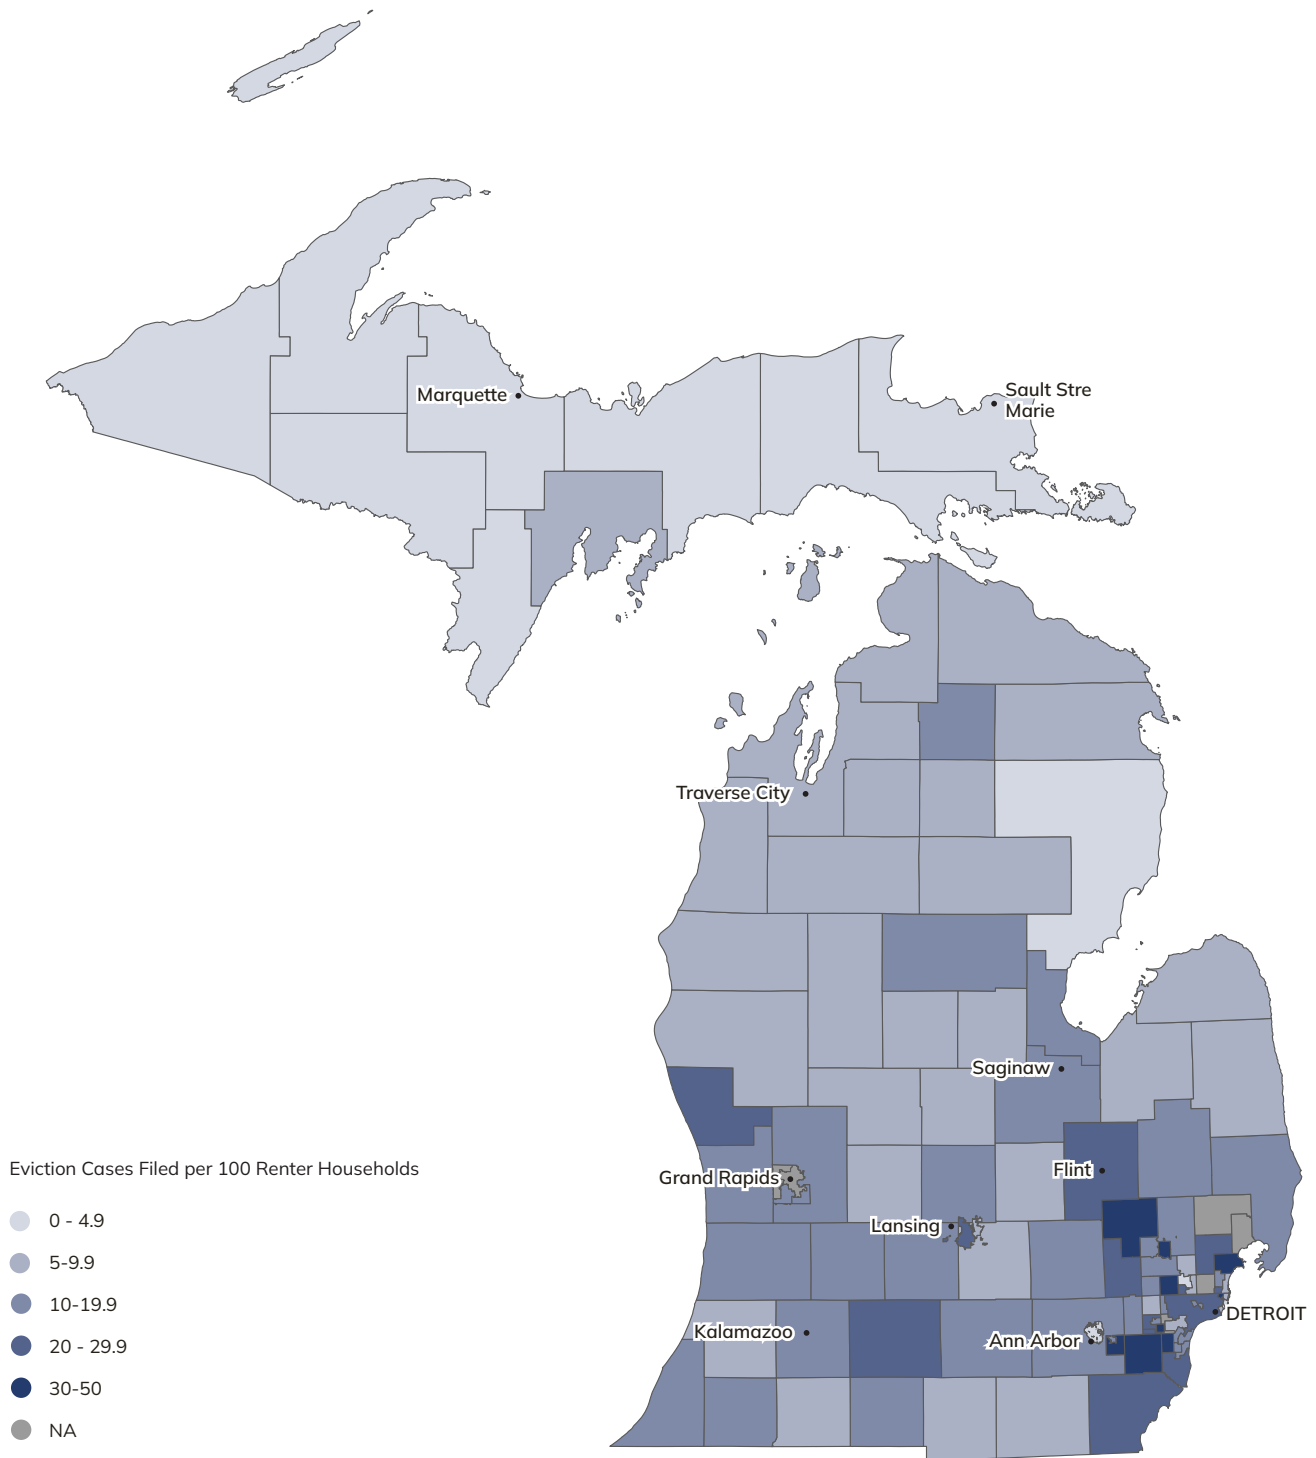 Marquette
Sault Stre
Marie
Traverse City
Saginaw
Eviction Cases Filed per 100 Renter Households
Flint
Grand Rapids
0 - 4.9
Lansing
5-9.9
10-19.9
DETROIT
Kalamazoo
Ann Arbor
20 - 29.9
30-50
NA